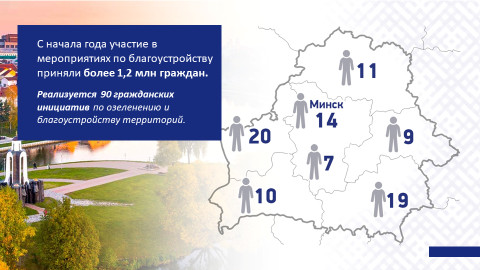 С начала года участие в
мероприятиях по благоустройству
приняли более 1,2 млн граждан.
Реализуется 90 гражданских
инициатив по озеленению и
благоустройству территорий.
11
Минск
14
20
9
7
10
19